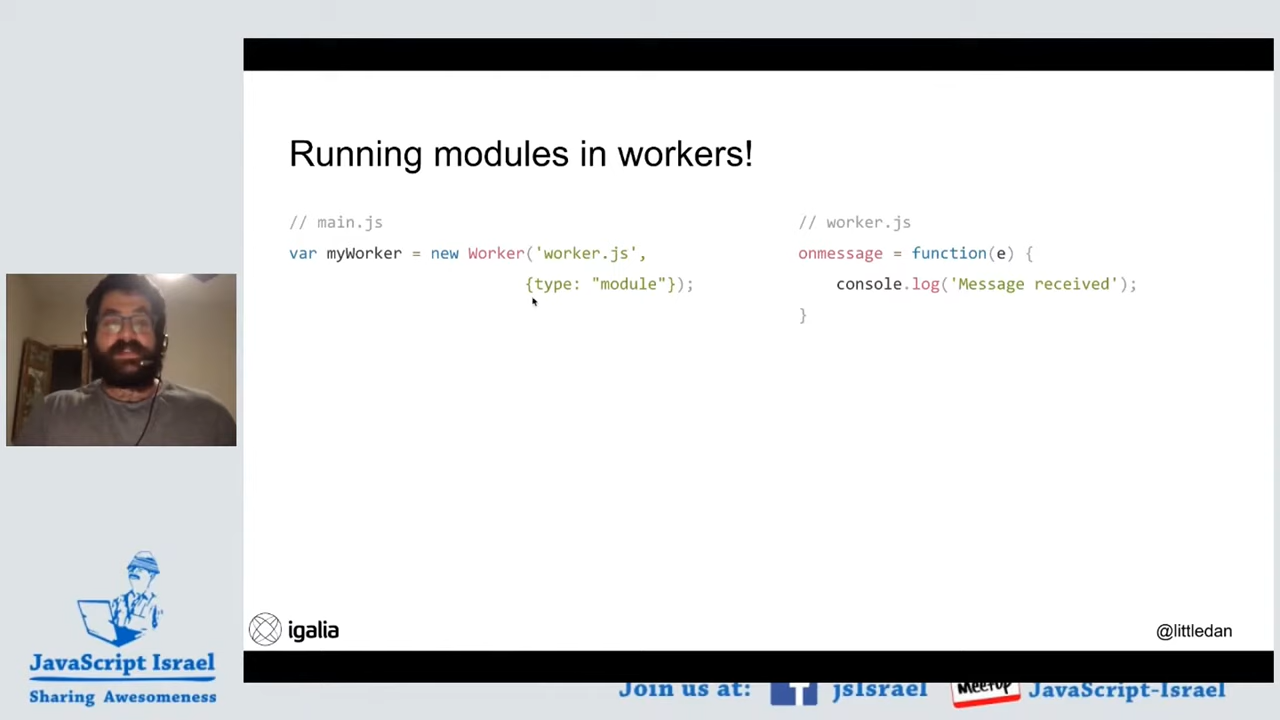 Running modules in workers!
// main.js
var myWorker = new Worker('worker.js',
{type: "module"});
// worker.js
onmessage = function(e) {
console.log('Message received');
}
igalia
@littledan
JavaScript Israel
Sharing Awesomeness
Join us at: f jsIsrael Meetup JavaScript-Israel